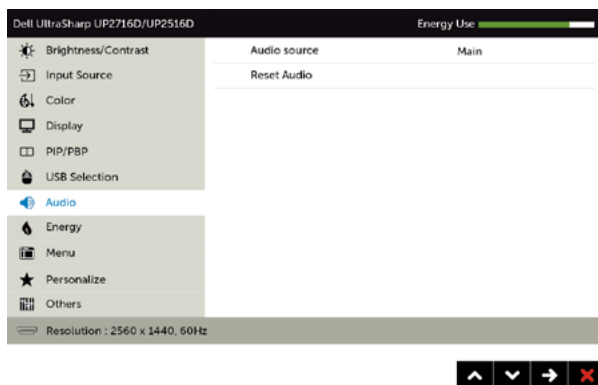 Dell UltraSharp UP2716D/UP2516D Energy Use
Brightness/Contrast Audio source Main
Input Source Reset Audio
Color
Display
PIP/PBP
USB Selection
Audio
Energy
Menu
Personalize
Others
Resolution : 2560 x 1440, 60Hz